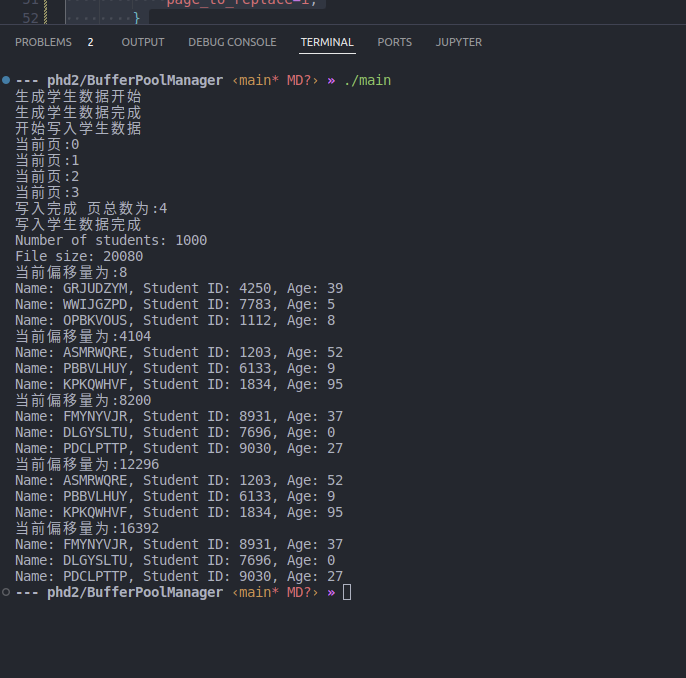 52 }
PROBLEMS 2 OUTPUT DEBUG CONSOLE TERMINAL PORTS JUPYTER
--- phd2/BufferPoolManager ‹main* MD?› » ./main
生成学生数据开始
生成学生数据完成
开始写入学生数据
当前页:0
当前页:1
当前页:2
当前页:3
写入完成 页总数为:4
写入学生数据完成
Number of students: 1000
File size: 20080
当前偏移量为:8
Name: GRJUDZYM, Student ID: 4250, Age: 39
Name: WWIJGZPD, Student ID: 7783, Age: 5
Name: OPBKVOUS, Student ID: 1112, Age: 8
当前偏移量为:4104
Name: ASMRWQRE, Student ID: 1203, Age: 52
Name: PBBVLHUY, Student ID: 6133, Age: 9
Name: KPKQWHVF, Student ID: 1834, Age: 95
当前偏移量为:8200
Name: FMYNYVJR, Student ID: 8931, Age: 37
Name: DLGYSLTU, Student ID: 7696, Age: 0
Name: PDCLPTTP, Student ID: 9030, Age: 27
当前偏移量为:12296
Name: ASMRWQRE, Student ID: 1203, Age: 52
Name: PBBVLHUY, Student ID: 6133, Age: 9
Name: KPKQWHVF, Student ID: 1834, Age: 95
当前偏移量为:16392
Name: FMYNYVJR, Student ID: 8931, Age: 37
Name: DLGYSLTU, Student ID: 7696, Age: 0
Name: PDCLPTTP, Student ID: 9030, Age: 27
--- phd2/BufferPoolManager ‹main* MD?› »